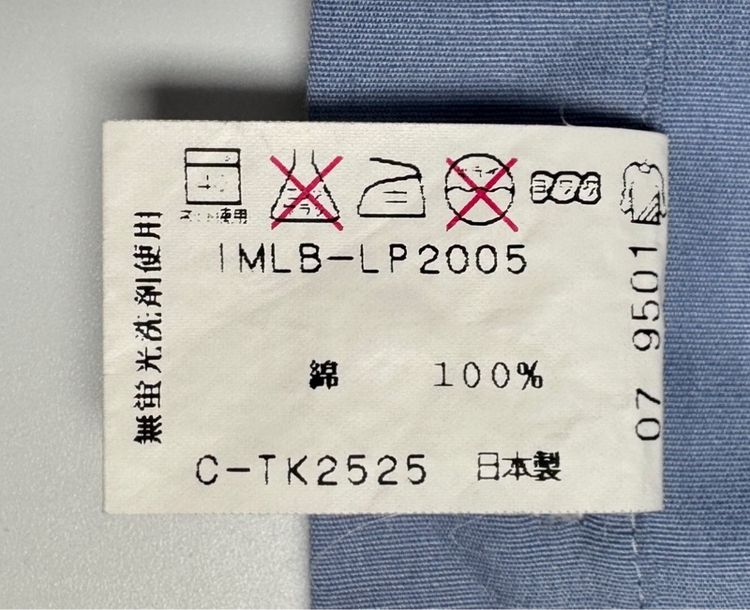 ネット使用
IMLB-LP2005
綿 100%
C-TK2525 日本製
無蛍光洗剤使用
07 9501